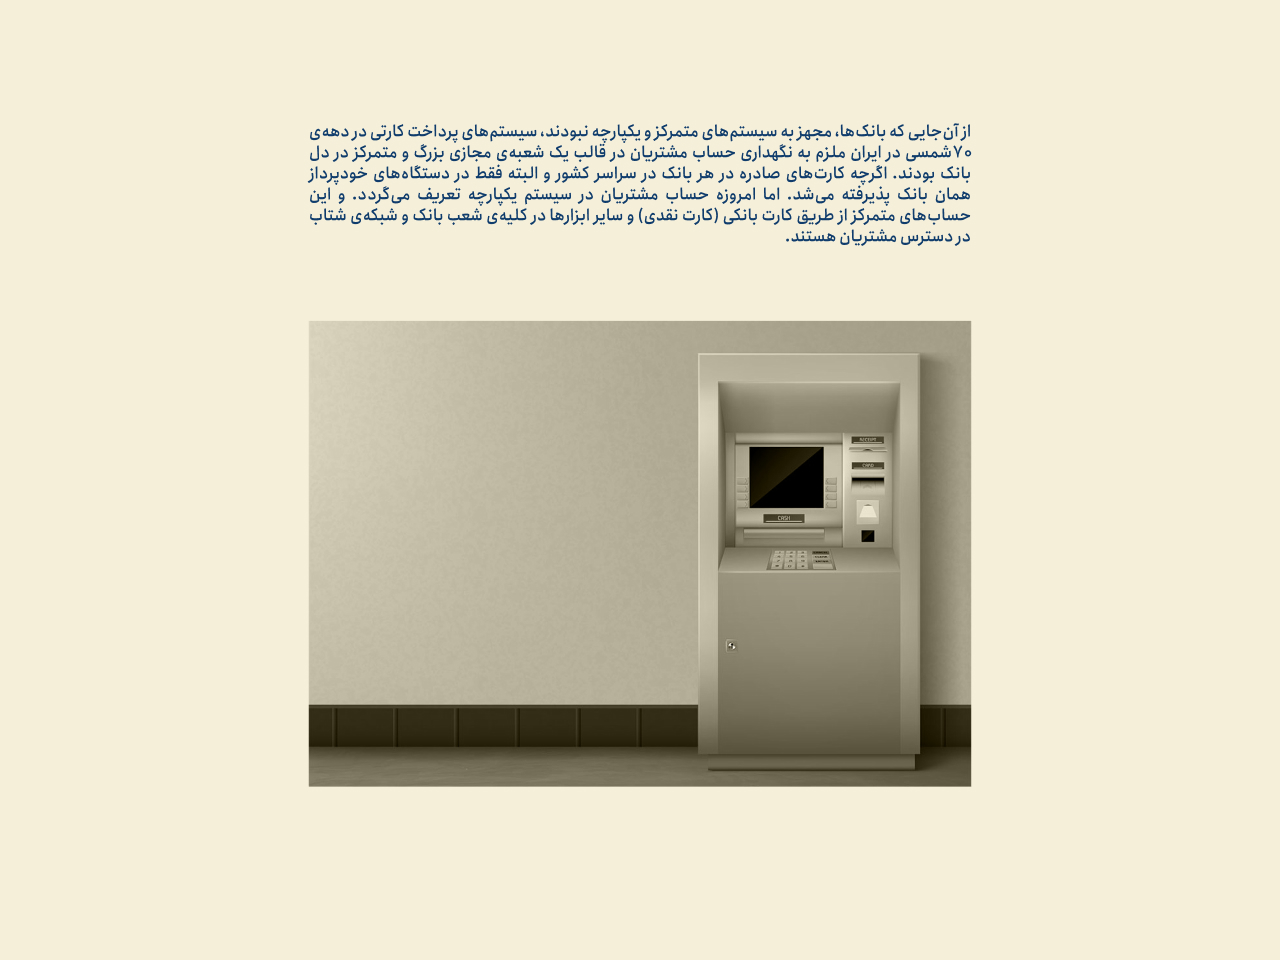 از آن‌جایی که بانک‌ها، مجهز به سیستم‌های متمرکز و یکپارچه نبودند، سیستم‌های پرداخت کارتی در دهه‌ی
۷۰شمسی در ایران ملزم به نگهداری حساب مشتریان در قالب یک شعبه‌ی مجازی بزرگ و متمرکز در دل
بانک بودند. اگرچه کارت‌های صادره در هر بانک در سراسر کشور و البته فقط در دستگاه‌های خودپرداز
همان بانک پذیرفته می‌شد. اما امروزه حساب مشتریان در سیستم یکپارچه تعریف می‌گردد. و این
حساب‌های متمرکز از طریق کارت بانکی (کارت نقدی) و سایر ابزارها در کلیه‌ی شعب بانک و شبکه‌ی شتاب
در دسترس مشتریان هستند.
RECEIPT
CARD
CASH